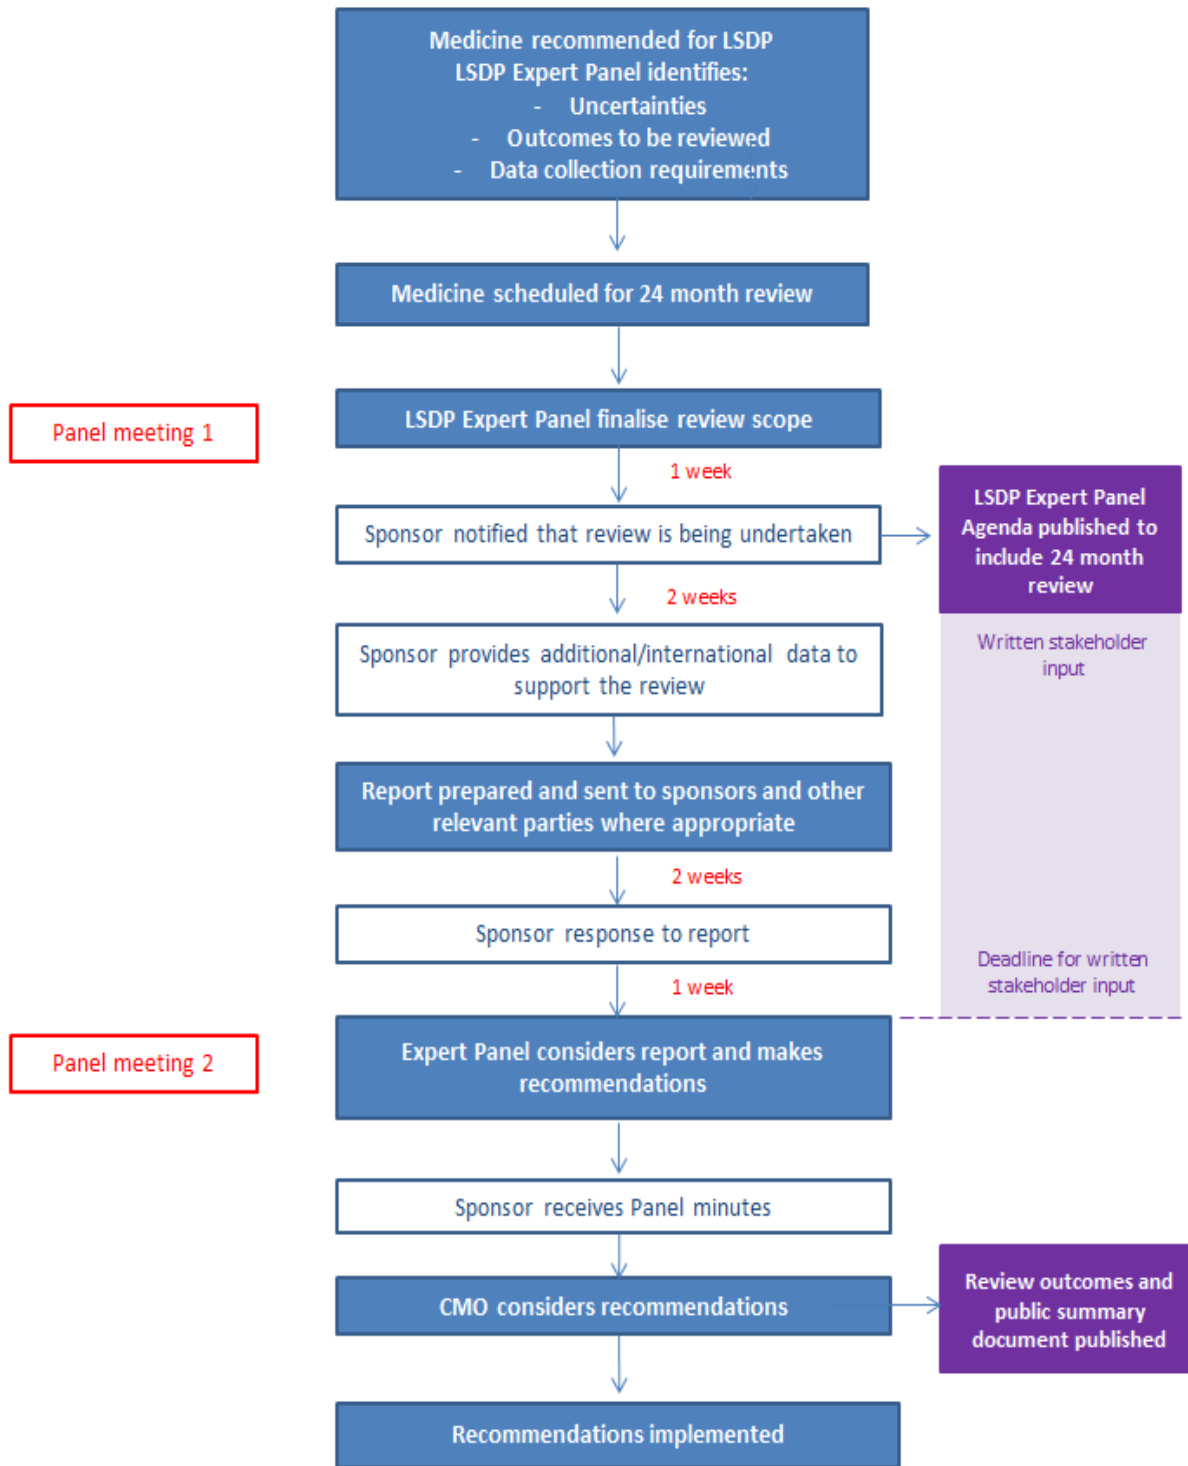 Medicine recommended for LSDP
LSDP Expert Panel identifies:
- Uncertainties
- Outcomes to be reviewed
- Data collection requirements
Medicine scheduled for 24 month review
Panel meeting 1
LSDP Expert Panel finalise review scope
1 week
Sponsor notified that review is being undertaken
LSDP Expert Panel
Agenda published to
include 24 month
review
2 weeks
Written stakeholder
input
Sponsor provides additional/international data to
support the review
Report prepared and sent to sponsors and other
relevant parties where appropriate
2 weeks
Sponsor response to report
Deadline for written
stakeholder input
1 week
Panel meeting 2
Expert Panel considers report and makes
recommendations
Sponsor receives Panel minutes
CMO considers recommendations
Review outcomes and
public summary
document published
Recommendations implemented